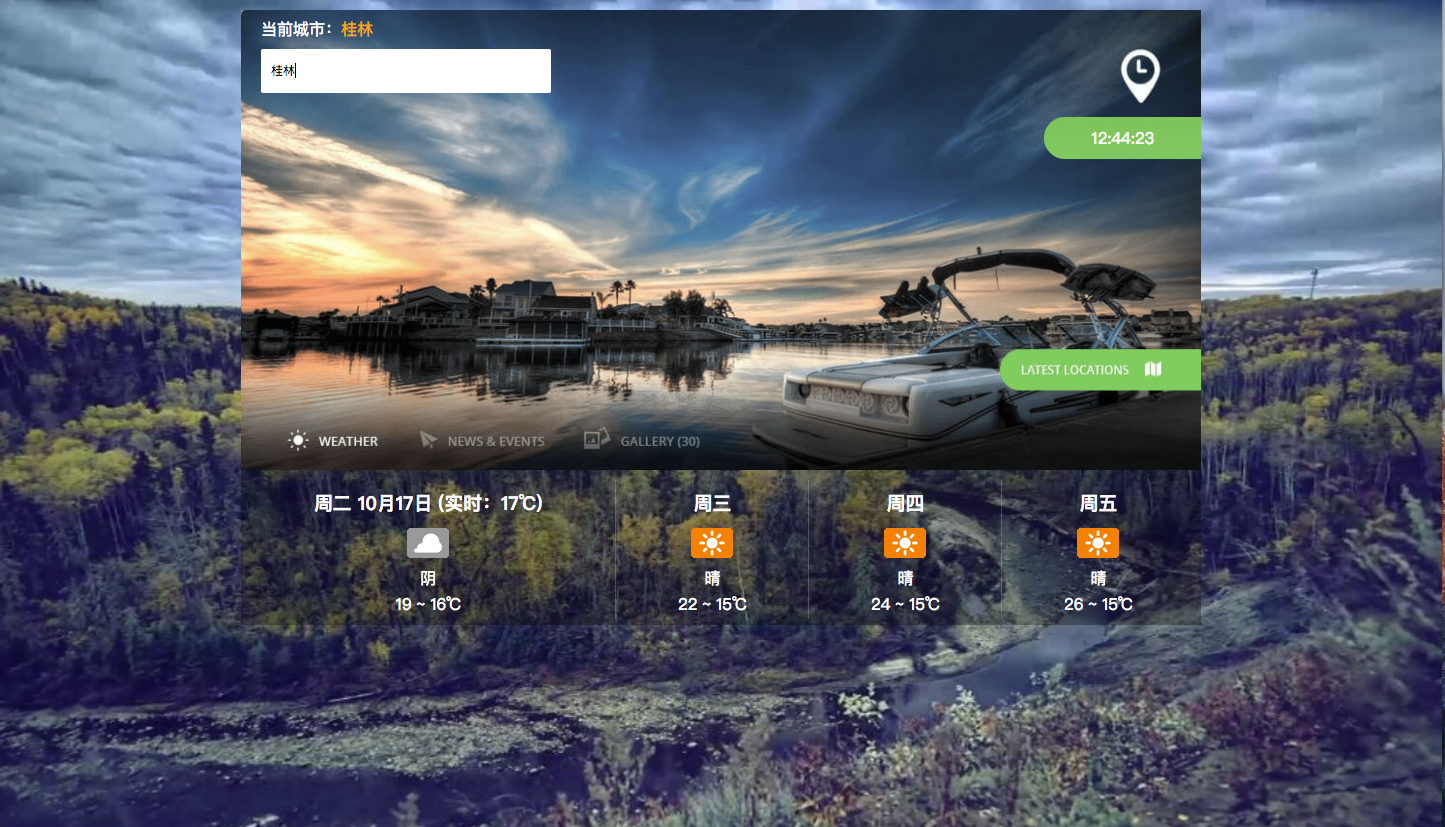 当前城市：桂林
桂林
12:44:23
LATEST LOCATIONS
WEATHER
NEWS & EVENTS
GALLERY (30)
周二 10月17日 (实时：17℃)
阴
19 ~ 16℃
周三
晴
22 ~ 15℃
周四
晴
24 ~ 15℃
周五
晴
26 ~ 15℃